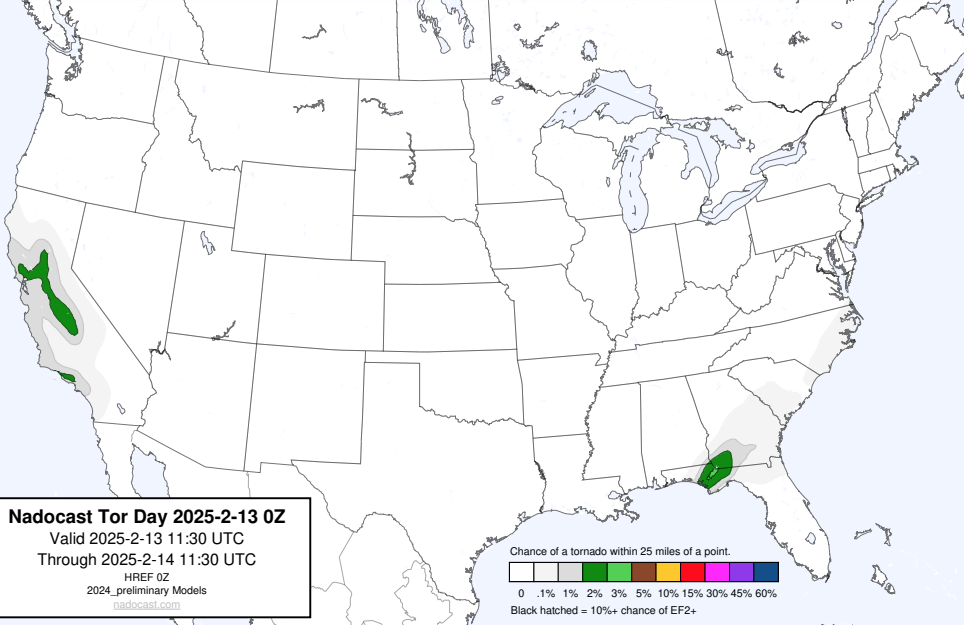 Nadocast Tor Day 2025-2-13 0Z
Valid 2025-2-13 11:30 UTC
Through 2025-2-14 11:30 UTC
HREF 0Z
2024_preliminary Models
nadocast.com
Chance of a tornado within 25 miles of a point.
0 .1% 1% 2% 3% 5% 10% 15% 30% 45% 60%
Black hatched = 10%+ chance of EF2+